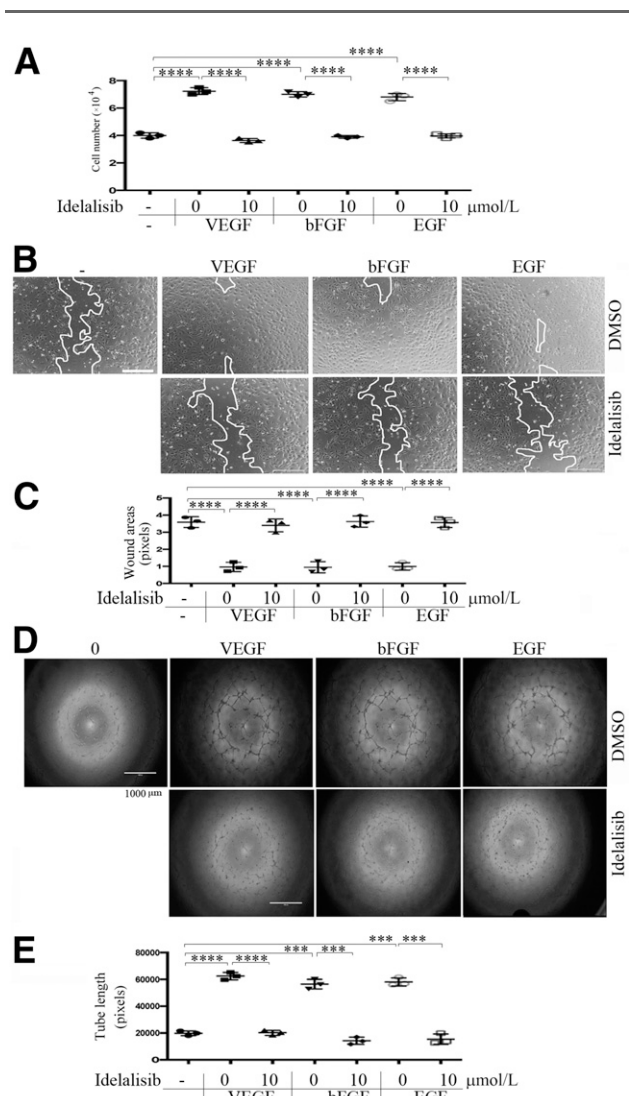 A
**** ****
**** **** **** ****
Cell number (×10⁴)
8
6
4
2
0
Idelalisib - 0 10 0 10 0 10 μmol/L
- VEGF bFGF EGF
B
- VEGF bFGF EGF
DMSO
Idelalisib
C
**** ****
**** ****
**** ****
Wound areas
(pixels)
5
4
3
2
1
0
Idelalisib - 0 10 0 10 0 10 μmol/L
- VEGF bFGF EGF
D
0 VEGF bFGF EGF
DMSO
1000 μm
Idelalisib
E
*** ***
*** ***
**** ****
Tube length
(pixels)
80000
60000
40000
20000
0
Idelalisib - 0 10 0 10 0 10 μmol/L
VEGF bFGF EGF